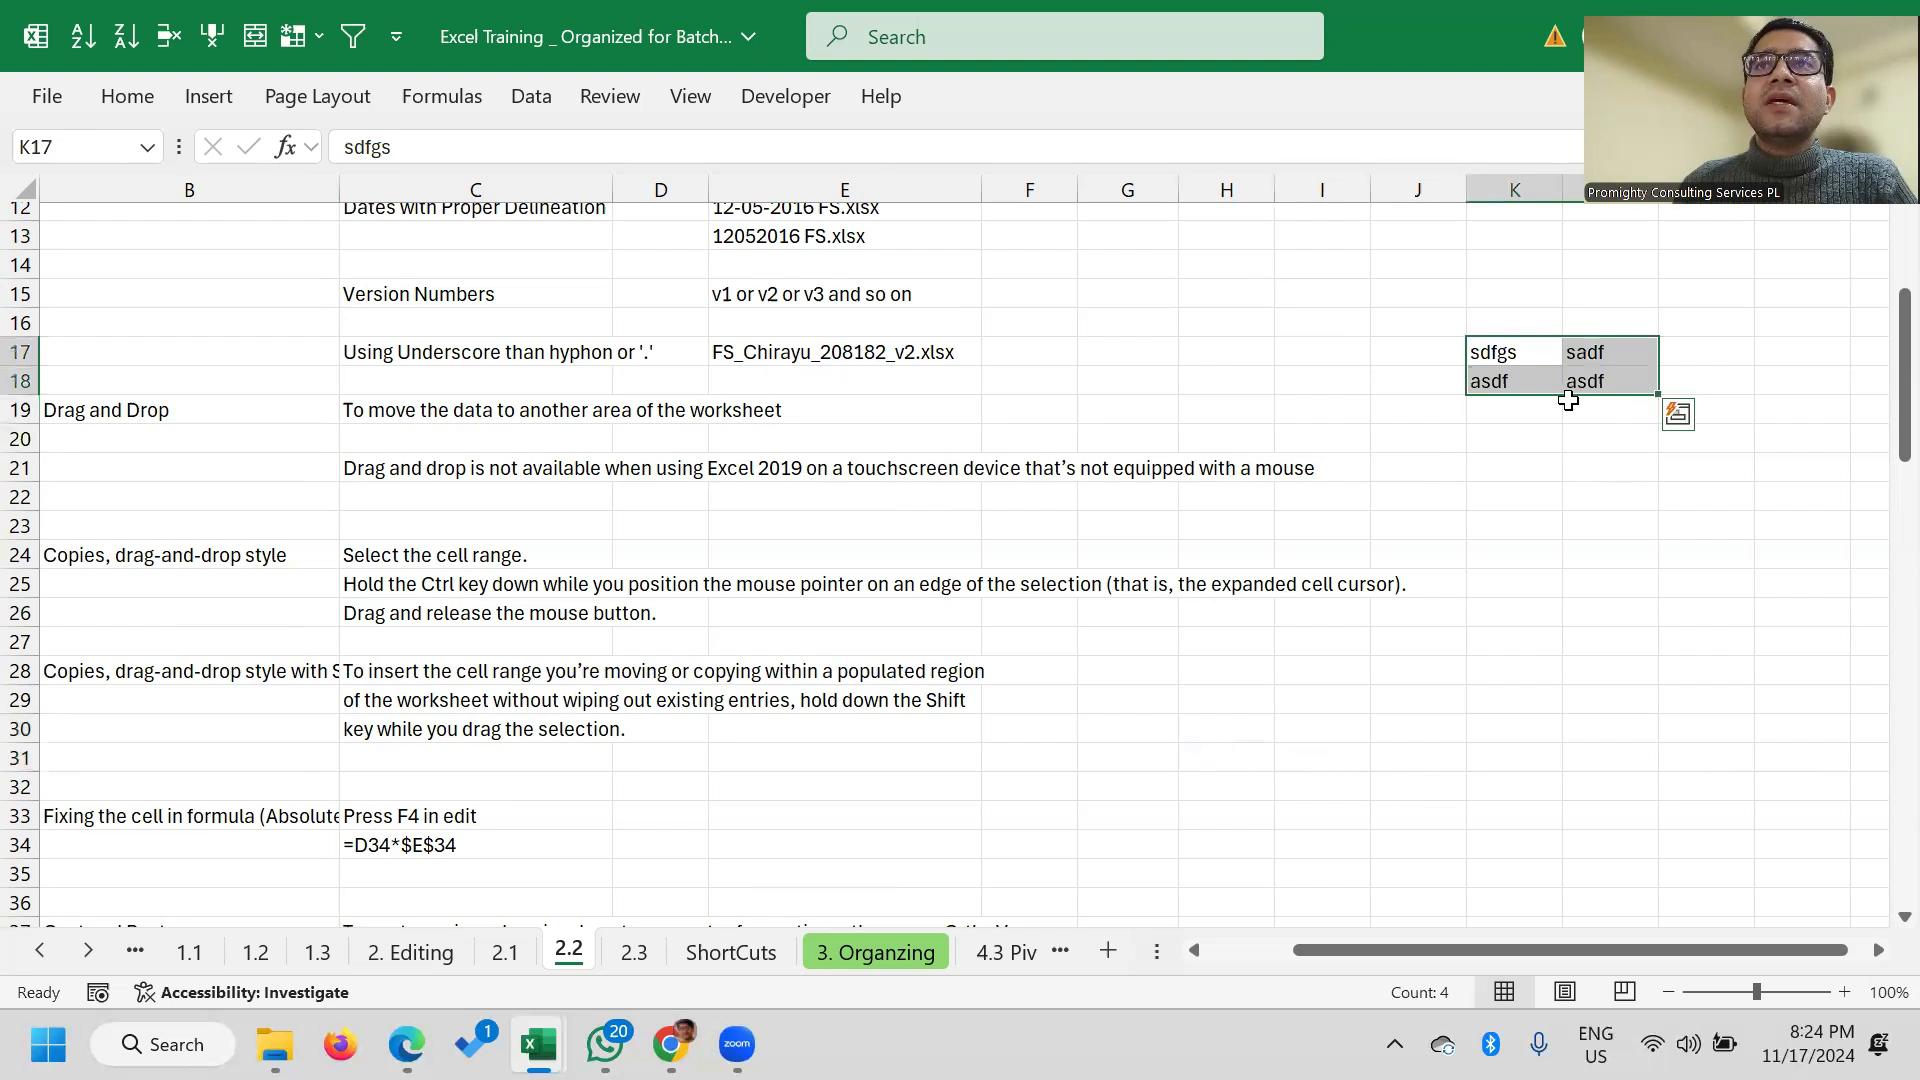 Excel Training _ Organized for Batch...
Search
File Home Insert Page Layout Formulas Data Review View Developer Help
K17
fx
sdfgs
Promighty Consulting Services PL
B C D E F G H I J K
12 Dates with Proper Delineation 12-05-2016 FS.xlsx
13 12052016 FS.xlsx
14
15 Version Numbers v1 or v2 or v3 and so on
16
17 Using Underscore than hyphon or '.' FS_Chirayu_208182_v2.xlsx sdfgs sadf
18 asdf asdf
19 Drag and Drop To move the data to another area of the worksheet
20
21 Drag and drop is not available when using Excel 2019 on a touchscreen device that’s not equipped with a mouse
22
23
24 Copies, drag-and-drop style Select the cell range.
25 Hold the Ctrl key down while you position the mouse pointer on an edge of the selection (that is, the expanded cell cursor).
26 Drag and release the mouse button.
27
28 Copies, drag-and-drop style with S To insert the cell range you’re moving or copying within a populated region
29 of the worksheet without wiping out existing entries, hold down the Shift
30 key while you drag the selection.
31
32
33 Fixing the cell in formula (Absolute Press F4 in edit
34 =D34*$E$34
35
36
1.1 1.2 1.3 2. Editing 2.1 2.2 2.3 ShortCuts 3. Organzing 4.3 Piv
Ready Accessibility: Investigate Count: 4 100%
Search 1 20 zoom ENG US 8:24 PM 11/17/2024